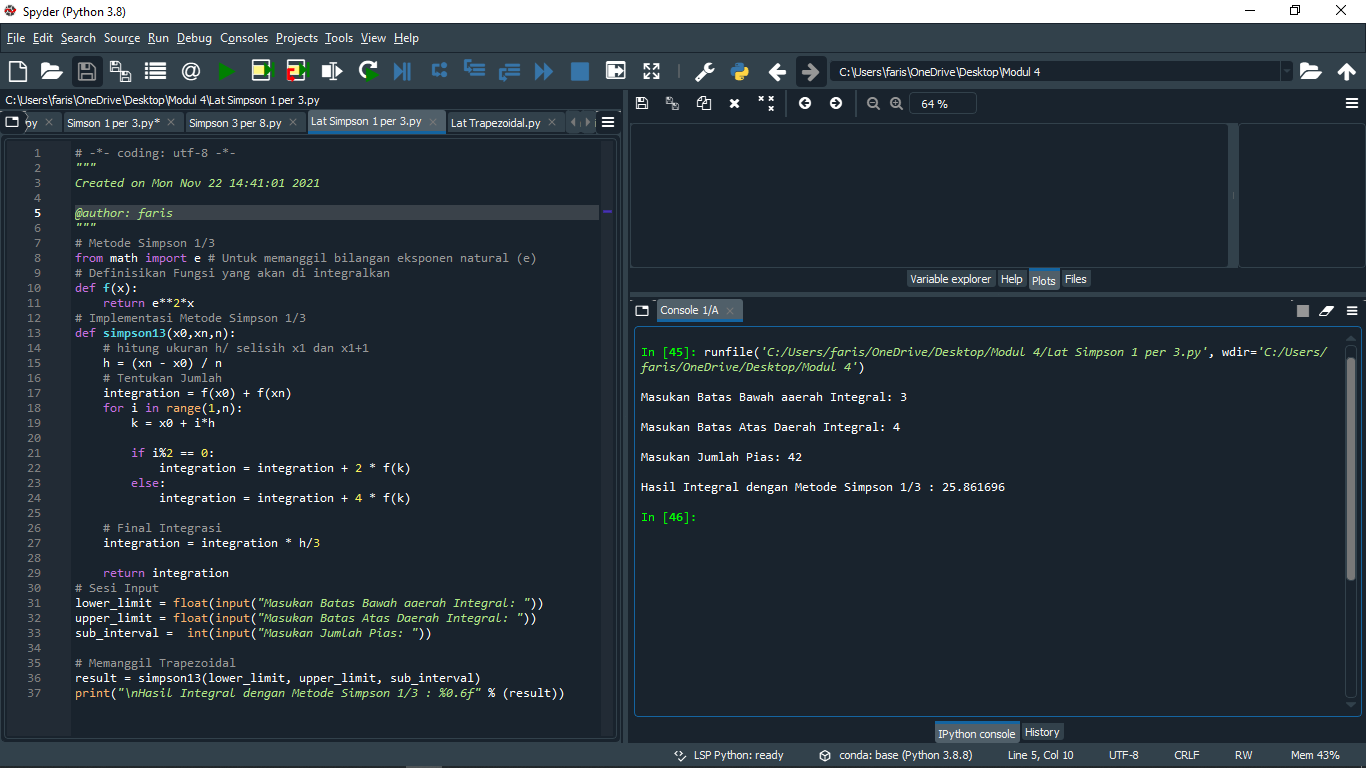 Spyder (Python 3.8)
File Edit Search Source Run Debug Consoles Projects Tools View Help
C:\Users\faris\OneDrive\Desktop\Modul 4
C:\Users\faris\OneDrive\Desktop\Modul 4\Lat Simpson 1 per 3.py
py Simson 1 per 3.py* Simpson 3 per 8.py Lat Simpson 1 per 3.py Lat Trapezoidal.py
64 %
1 # -*- coding: utf-8 -*-
2 """
3 Created on Mon Nov 22 14:41:01 2021
4
5 @author: faris
6 """
7 # Metode Simpson 1/3
8 from math import e # Untuk memanggil bilangan eksponen natural (e)
9 # Definisikan Fungsi yang akan di integralkan
10 def f(x):
11     return e**2*x
12 # Implementasi Metode Simpson 1/3
13 def simpson13(x0,xn,n):
14     # hitung ukuran h/ selisih x1 dan x1+1
15     h = (xn - x0) / n
16     # Tentukan Jumlah
17     integration = f(x0) + f(xn)
18     for i in range(1,n):
19         k = x0 + i*h
20
21         if i%2 == 0:
22             integration = integration + 2 * f(k)
23         else:
24             integration = integration + 4 * f(k)
25
26     # Final Integrasi
27     integration = integration * h/3
28
29     return integration
30 # Sesi Input
31 lower_limit = float(input("Masukan Batas Bawah aaerah Integral: "))
32 upper_limit = float(input("Masukan Batas Atas Daerah Integral: "))
33 sub_interval =  int(input("Masukan Jumlah Pias: "))
34
35 # Memanggil Trapezoidal
36 result = simpson13(lower_limit, upper_limit, sub_interval)
37 print("\nHasil Integral dengan Metode Simpson 1/3 : %0.6f" % (result))
Variable explorer Help Plots Files
Console 1/A
In [45]: runfile('C:/Users/faris/OneDrive/Desktop/Modul 4/Lat Simpson 1 per 3.py', wdir='C:/Users/
faris/OneDrive/Desktop/Modul 4')
Masukan Batas Bawah aaerah Integral: 3
Masukan Batas Atas Daerah Integral: 4
Masukan Jumlah Pias: 42
Hasil Integral dengan Metode Simpson 1/3 : 25.861696
In [46]:
IPython console History
LSP Python: ready conda: base (Python 3.8.8) Line 5, Col 10 UTF-8 CRLF RW Mem 43%